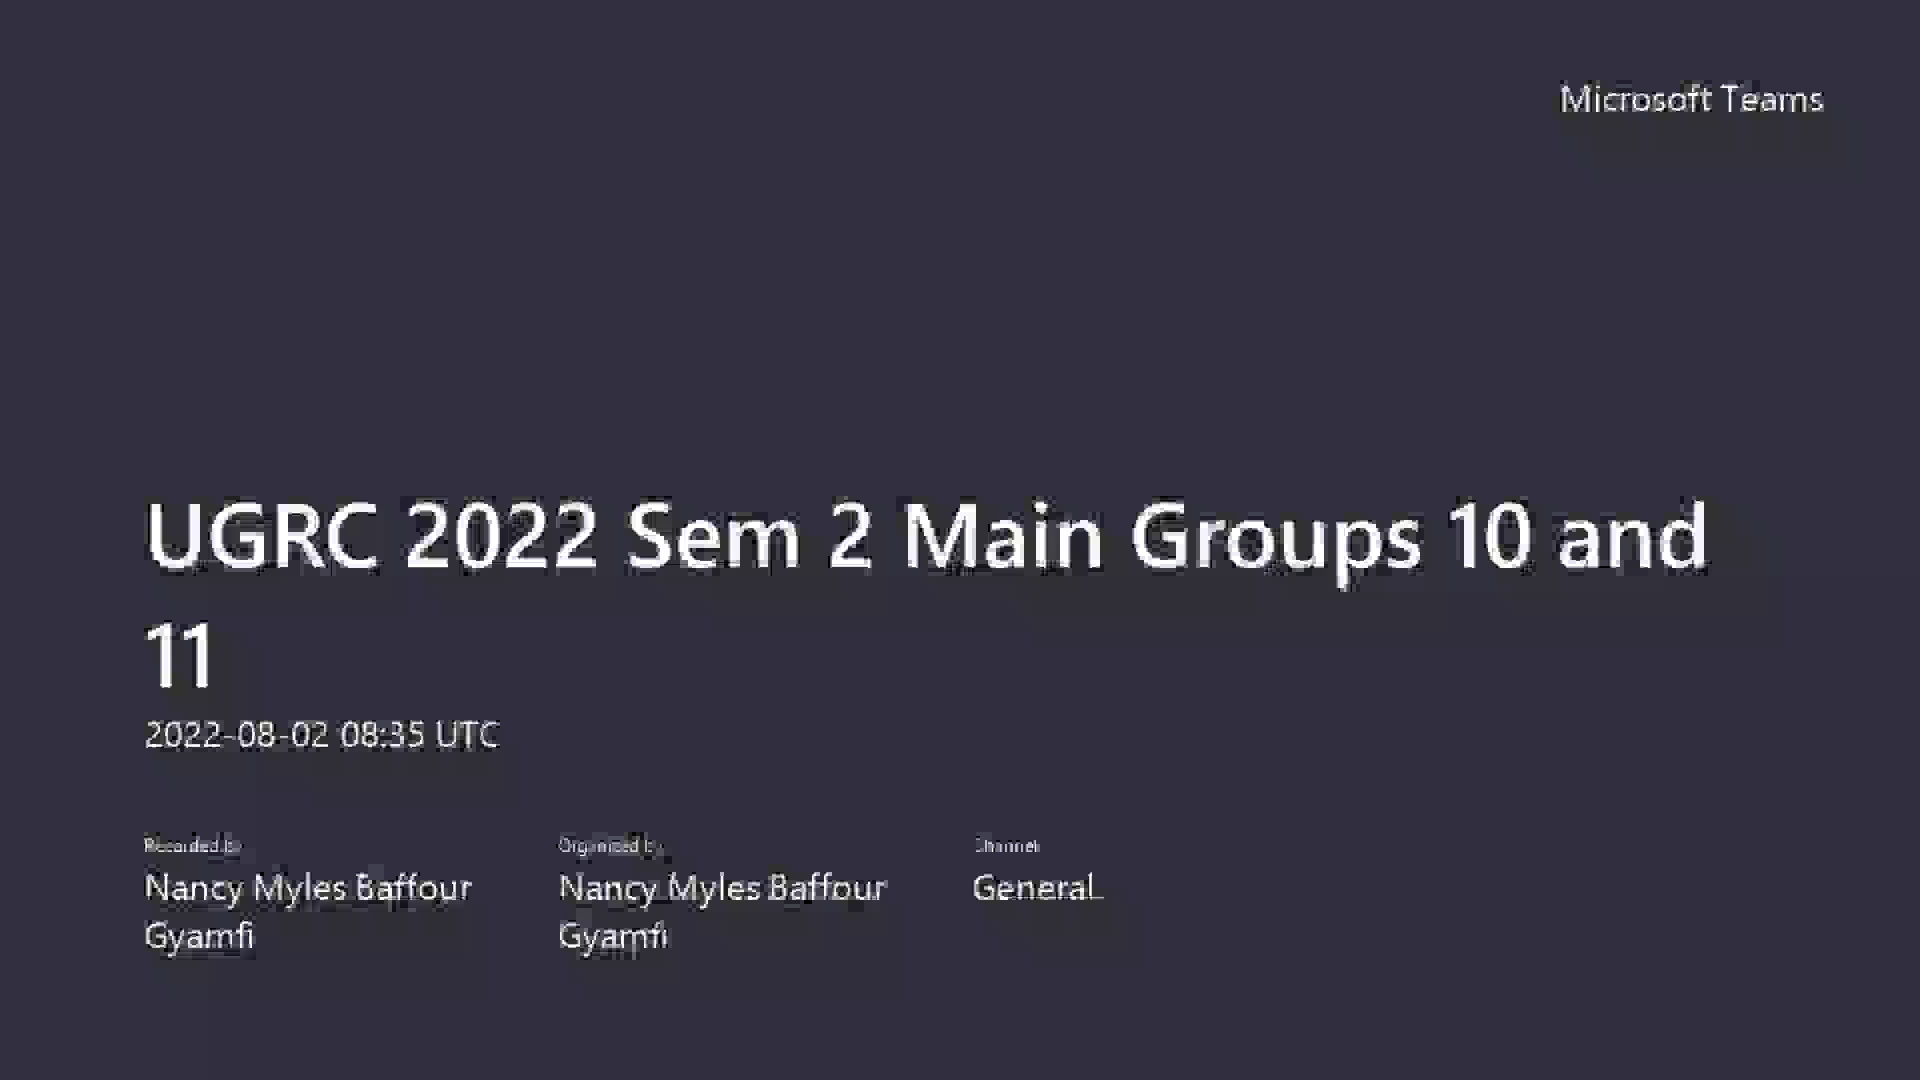 Microsoft Teams
UGRC 2022 Sem 2 Main Groups 10 and
11
2022-08-02 08:35 UTC
Recorded by
Organized by
Channel
Nancy Myles Baffour
Nancy Myles Baffour
General
Gyamfi
Gyamfi